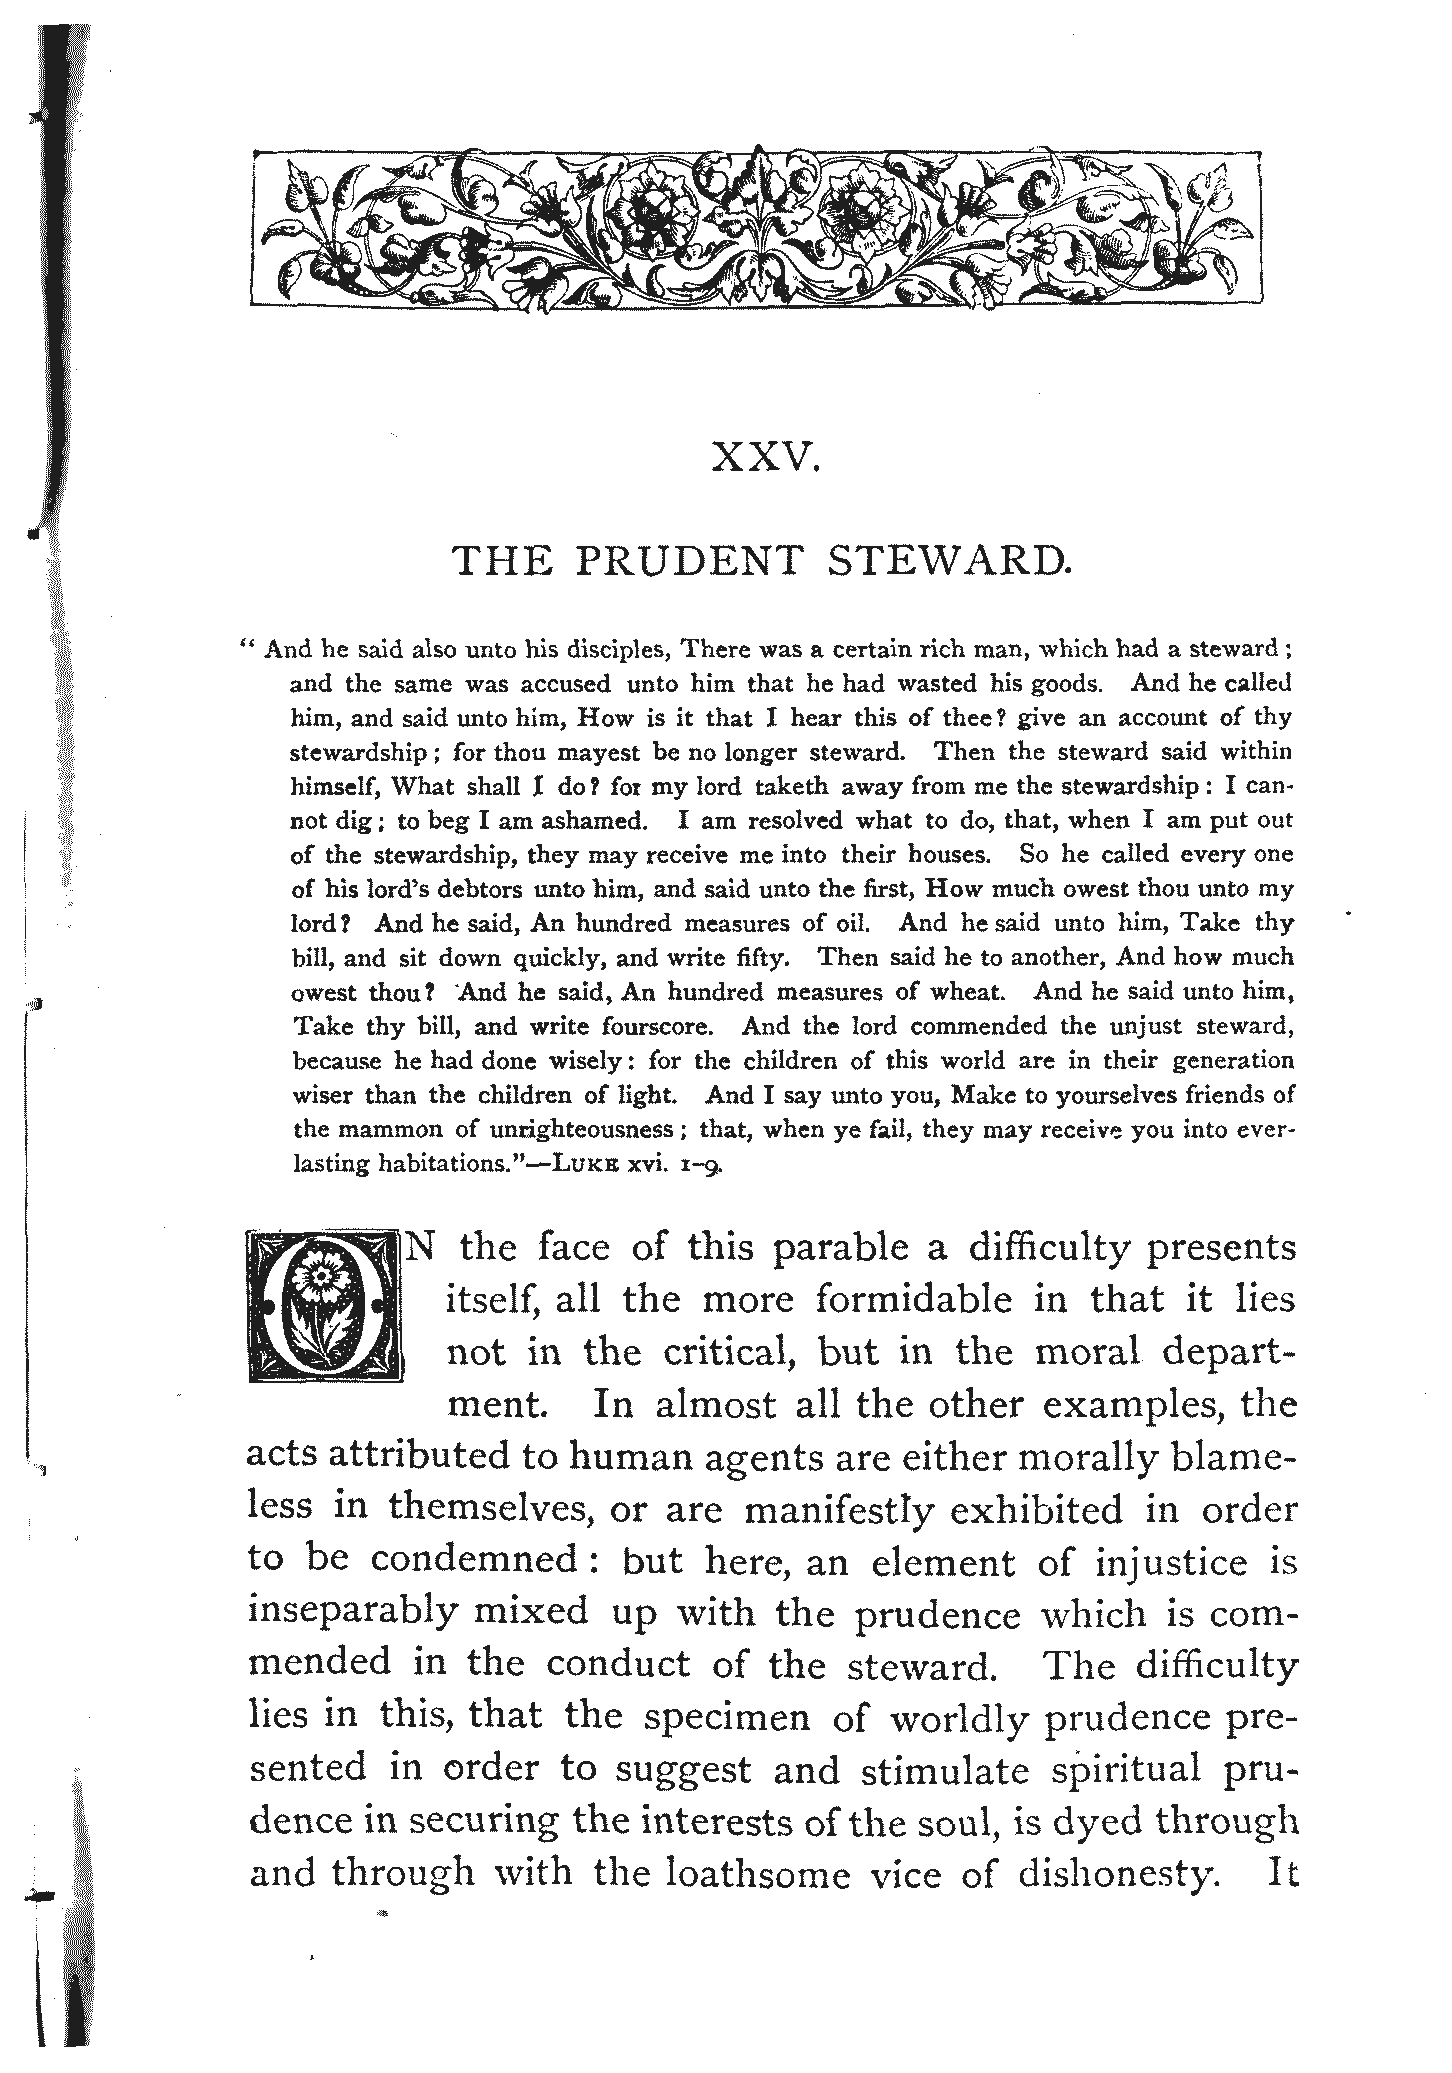 XXV.
THE PRUDENT STEWARD.
“ And he said also unto his disciples, There was a certain rich man, which had a steward ;
and the same was accused unto him that he had wasted his goods. And he called
him, and said unto him, How is it that I hear this of thee? give an account of thy
stewardship ; for thou mayest be no longer steward. Then the steward said within
himself, What shall I do? for my lord taketh away from me the stewardship : I can-
not dig ; to beg I am ashamed. I am resolved what to do, that, when I am put out
of the stewardship, they may receive me into their houses. So he called every one
of his lord’s debtors unto him, and said unto the first, How much owest thou unto my
lord? And he said, An hundred measures of oil. And he said unto him, Take thy
bill, and sit down quickly, and write fifty. Then said he to another, And how much
owest thou? And he said, An hundred measures of wheat. And he said unto him,
Take thy bill, and write fourscore. And the lord commended the unjust steward,
because he had done wisely : for the children of this world are in their generation
wiser than the children of light. And I say unto you, Make to yourselves friends of
the mammon of unrighteousness ; that, when ye fail, they may receive you into ever-
lasting habitations.”—LUKE xvi. 1–9.
ON the face of this parable a difficulty presents
itself, all the more formidable in that it lies
not in the critical, but in the moral depart-
ment. In almost all the other examples, the
acts attributed to human agents are either morally blame-
less in themselves, or are manifestly exhibited in order
to be condemned : but here, an element of injustice is
inseparably mixed up with the prudence which is com-
mended in the conduct of the steward. The difficulty
lies in this, that the specimen of worldly prudence pre-
sented in order to suggest and stimulate spiritual pru-
dence in securing the interests of the soul, is dyed through
and through with the loathsome vice of dishonesty. It